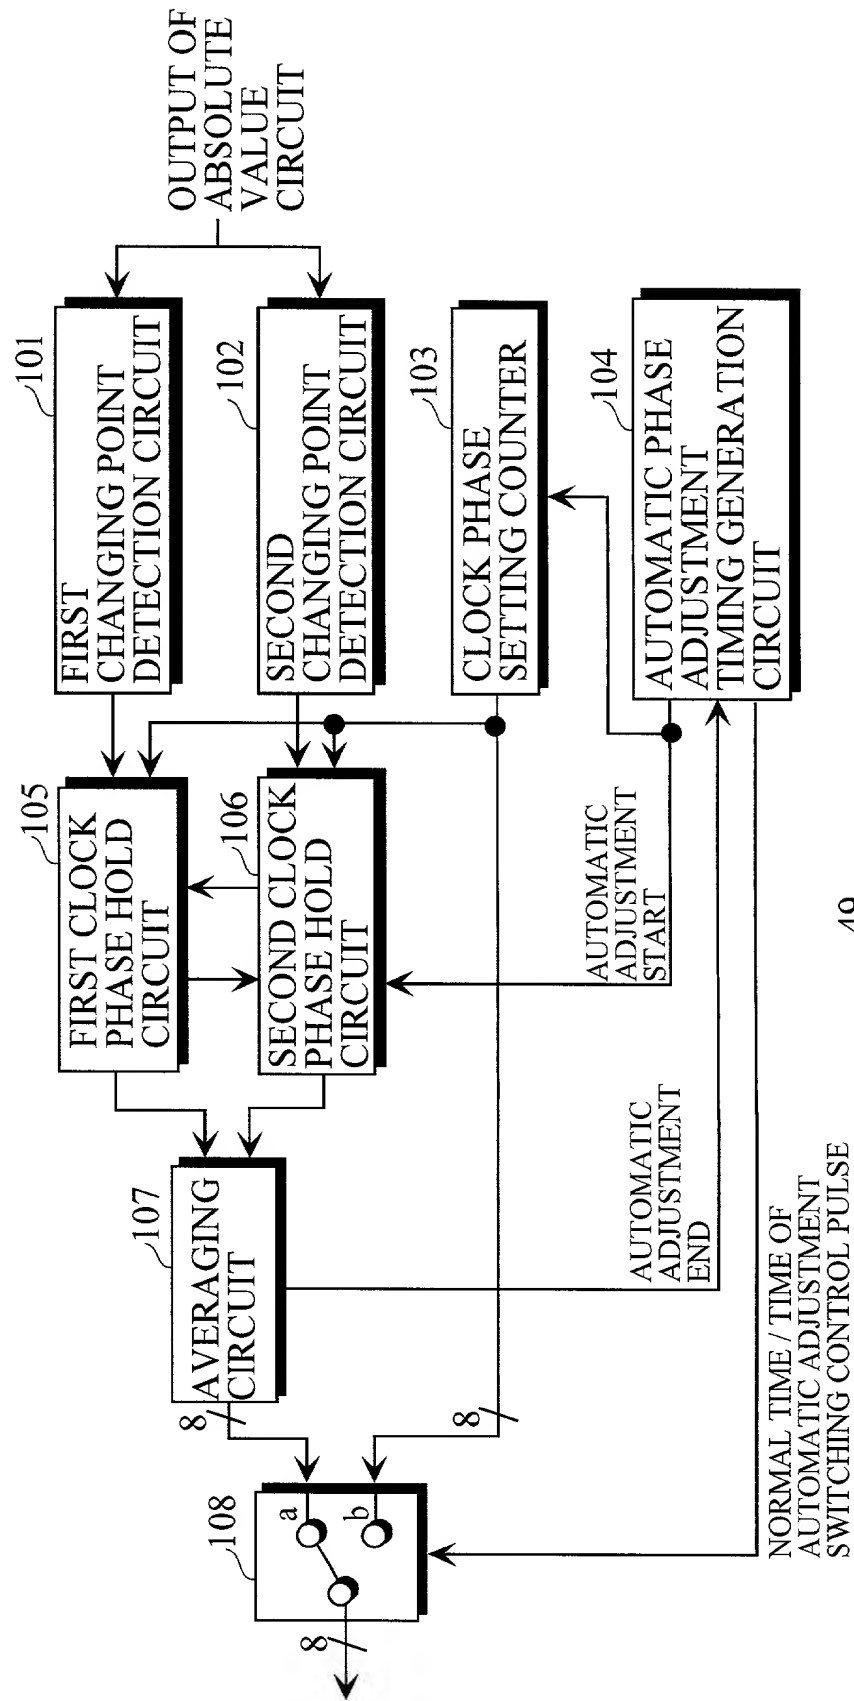 OUTPUT OF
ABSOLUTE
VALUE
CIRCUIT
101
FIRST
CHANGING POINT
DETECTION CIRCUIT
102
SECOND
CHANGING POINT
DETECTION CIRCUIT
103
CLOCK PHASE
SETTING COUNTER
104
AUTOMATIC PHASE
ADJUSTMENT
TIMING GENERATION
CIRCUIT
105
FIRST CLOCK
PHASE HOLD
CIRCUIT
106
SECOND CLOCK
PHASE HOLD
CIRCUIT
AUTOMATIC
ADJUSTMENT
START
107
AVERAGING
CIRCUIT
AUTOMATIC
ADJUSTMENT
END
8
8
108
a
b
8
NORMAL TIME / TIME OF
AUTOMATIC ADJUSTMENT
SWITCHING CONTROL PULSE
49